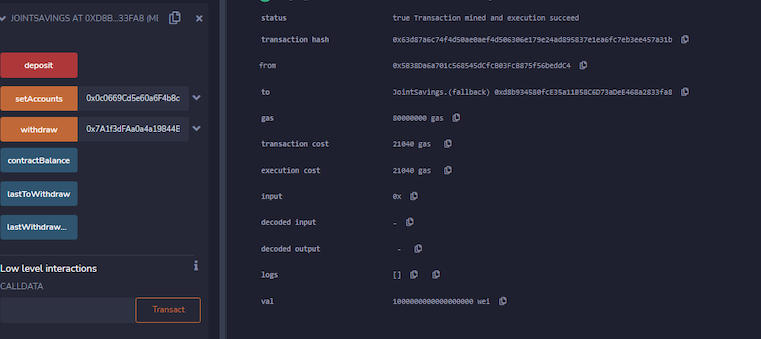 JOINTSAVINGS AT 0XD8B...33FA8 (ME
deposit
setAccounts 0x0c0669Cd5e60a6F4b8c
withdraw 0x7A1f3dFAa0a4a19844E
contractBalance
lastToWithdraw
lastWithdraw...
Low level interactions
CALLDATA
Transact
status true Transaction mined and execution succeed
transaction hash 0x63d87a6c74f4d50ae0aef4d506306e179e24ad895837e1ea6fc7eb3ee457a31b
from 0x5B38Da6a701c568545dCfcB03FcB875f56beddC4
to JointSavings.(fallback) 0xd8b934580fcE35a11B58C6D73aDeE468a2833fa8
gas 80000000 gas
transaction cost 21040 gas
execution cost 21040 gas
input 0x
decoded input -
decoded output -
logs []
val 1000000000000000000 wei